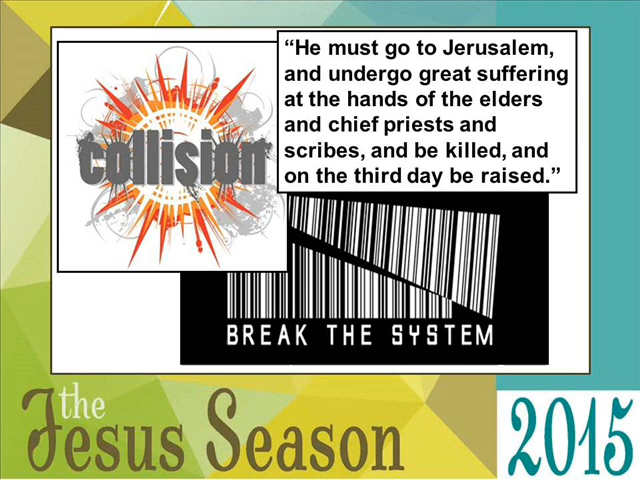 collision
“He must go to Jerusalem,
and undergo great suffering
at the hands of the elders
and chief priests and
scribes, and be killed, and
on the third day be raised.”
BREAK THE SYSTEM
the
Jesus Season
2015